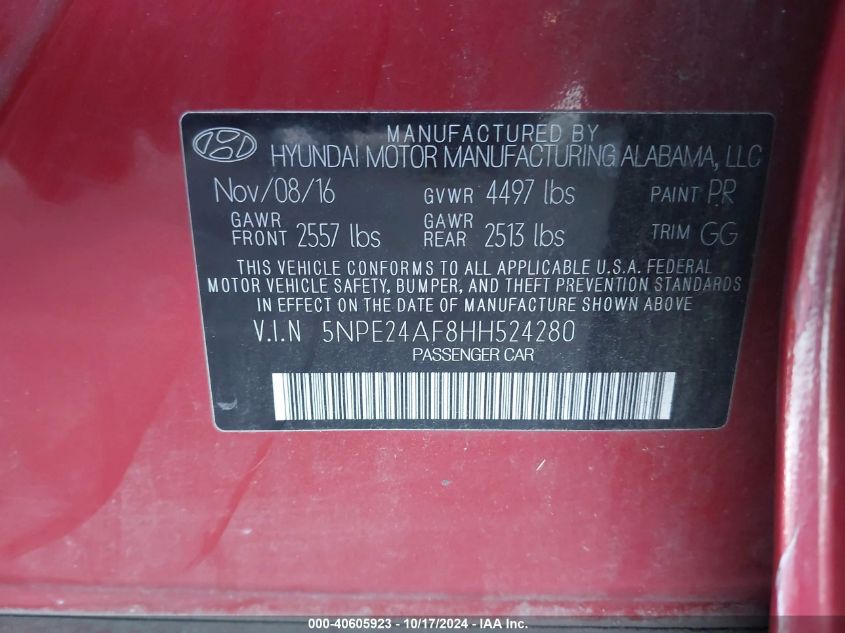 MANUFACTURED BY
HYUNDAI MOTOR MANUFACTURING ALABAMA, LLC
Nov/08/16 GVWR 4497 lbs PAINT PR
GAWR FRONT 2557 lbs GAWR REAR 2513 lbs TRIM GG
THIS VEHICLE CONFORMS TO ALL APPLICABLE U.S.A. FEDERAL
MOTOR VEHICLE SAFETY, BUMPER, AND THEFT PREVENTION STANDARDS
IN EFFECT ON THE DATE OF MANUFACTURE SHOWN ABOVE.
V.I.N 5NPE24AF8HH524280
PASSENGER CAR
000-40605923 - 10/17/2024 - IAA Inc.